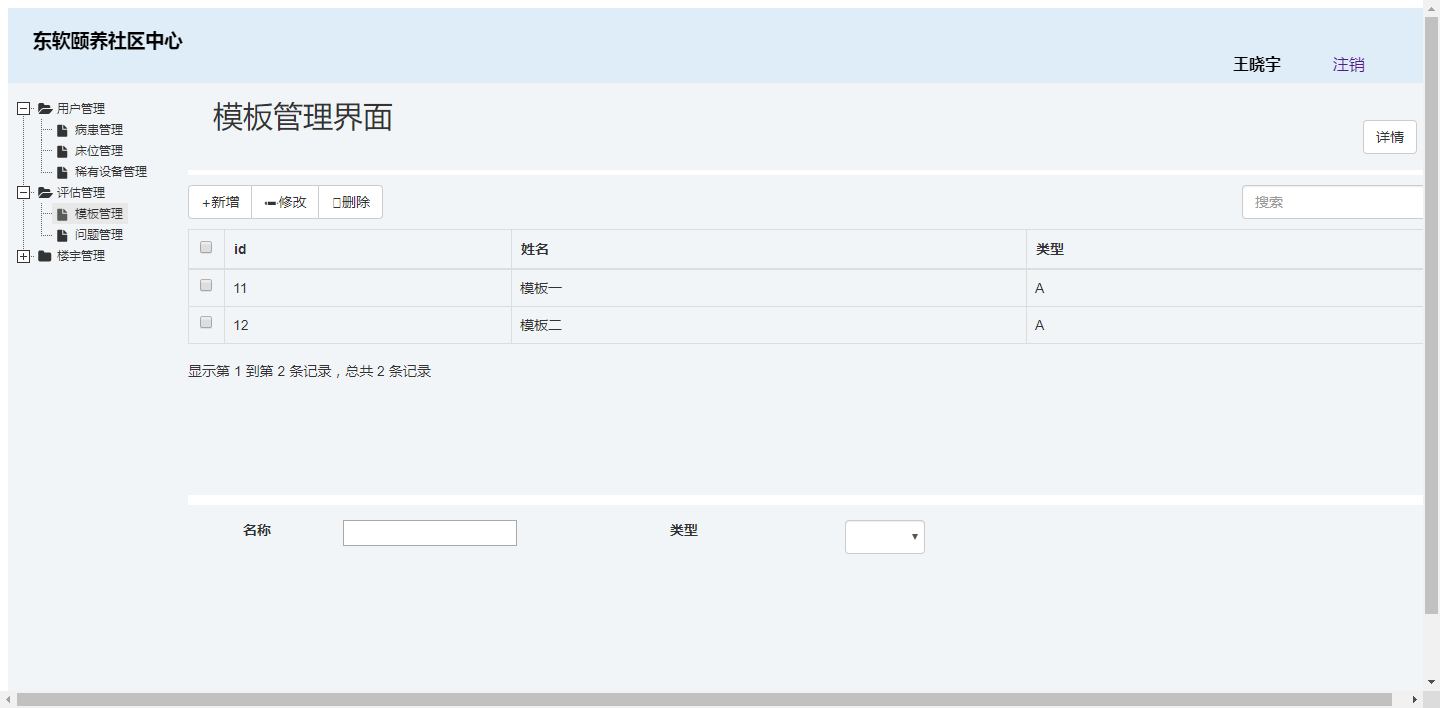 东软颐养社区中心
王晓宇 注销
用户管理
病患管理
床位管理
稀有设备管理
评估管理
模板管理
问题管理
楼宇管理
模板管理界面
详情
+新增 修改 删除
搜索
id 姓名 类型
11 模板一 A
12 模板二 A
显示第 1 到第 2 条记录，总共 2 条记录
名称 类型